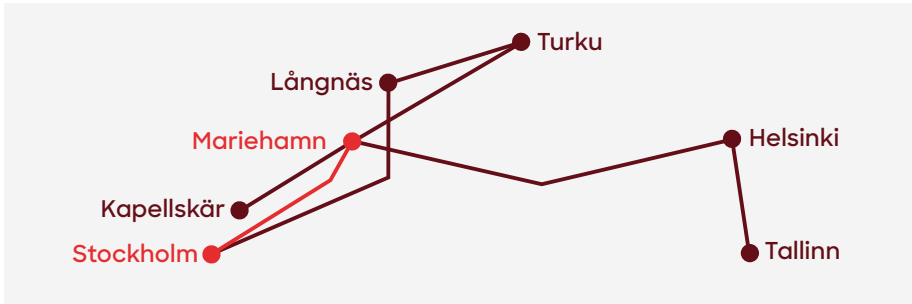 Turku
Långnäs
Mariehamn
Helsinki
Kapellskär
Stockholm
Tallinn